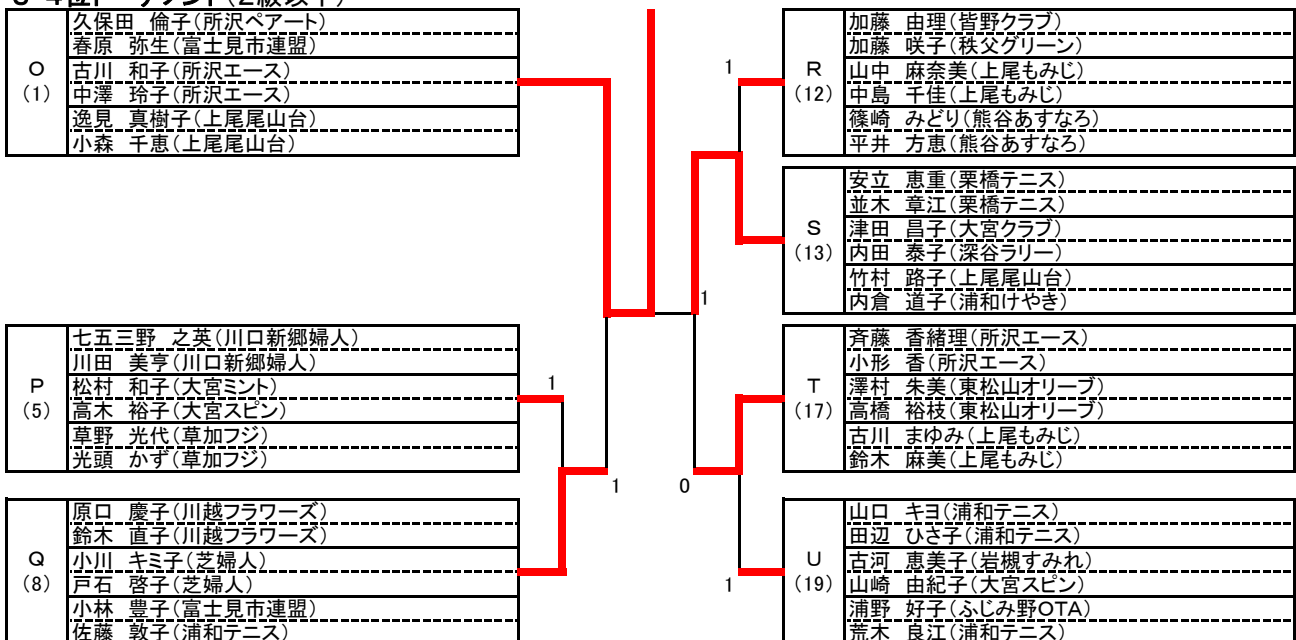 3-4位トーナメント(2級以下)
O
(1)
久保田 倫子(所沢ペアート)
春原 弥生(富士見市連盟)
古川 和子(所沢エース)
中澤 玲子(所沢エース)
逸見 真樹子(上尾尾山台)
小森 千恵(上尾尾山台)
P
(5)
七五三野 之英(川口新郷婦人)
川田 美亨(川口新郷婦人)
松村 和子(大宮ミント)
高木 裕子(大宮スピン)
草野 光代(草加フジ)
光頭 かず(草加フジ)
1
Q
(8)
原口 慶子(川越フラワーズ)
鈴木 直子(川越フラワーズ)
小川 キミ子(芝婦人)
戸石 啓子(芝婦人)
小林 豊子(富士見市連盟)
佐藤 敦子(浦和テニス)
1
1
0
1
R
(12)
加藤 由理(皆野クラブ)
加藤 咲子(秩父グリーン)
山中 麻奈美(上尾もみじ)
中島 千佳(上尾もみじ)
篠崎 みどり(熊谷あすなろ)
平井 方恵(熊谷あすなろ)
S
(13)
安立 恵重(栗橋テニス)
並木 章江(栗橋テニス)
津田 昌子(大宮クラブ)
内田 泰子(深谷ラリー)
竹村 路子(上尾尾山台)
内倉 道子(浦和けやき)
T
(17)
斉藤 香緒理(所沢エース)
小形 香(所沢エース)
澤村 朱美(東松山オリーブ)
高橋 裕枝(東松山オリーブ)
古川 まゆみ(上尾もみじ)
鈴木 麻美(上尾もみじ)
1
U
(19)
山口 キヨ(浦和テニス)
田辺 ひさ子(浦和テニス)
古河 恵美子(岩槻すみれ)
山崎 由紀子(大宮スピン)
浦野 好子(ふじみ野OTA)
荒木 良江(浦和テニス)